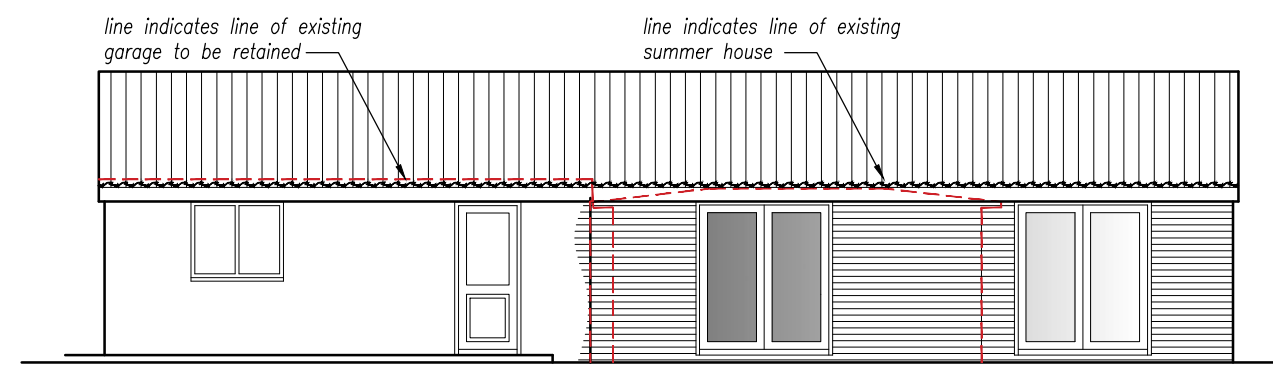 line indicates line of existing
garage to be retained
line indicates line of existing
summer house